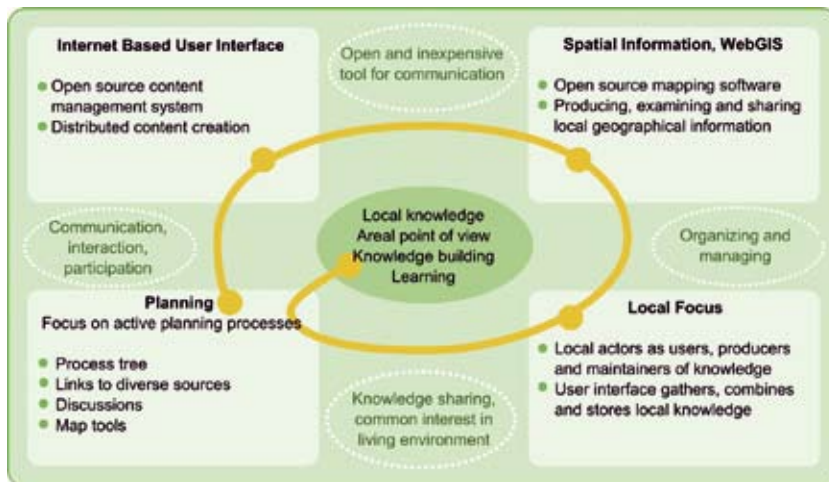 Internet Based User Interface
Open source content
management system
Distributed content creation
Open and inexpensive
tool for communication
Spatial Information, WebGIS
Open source mapping software
Producing, examining and sharing
local geographical information
Communication,
interaction,
participation
Local knowledge
Areal point of view
Knowledge building
Learning
Organizing and
managing
Planning
Focus on active planning processes
Process tree
Links to diverse sources
Discussions
Map tools
Knowledge sharing,
common interest in
living environment
Local Focus
Local actors as users, producers
and maintainers of knowledge
User interface gathers, combines
and stores local knowledge